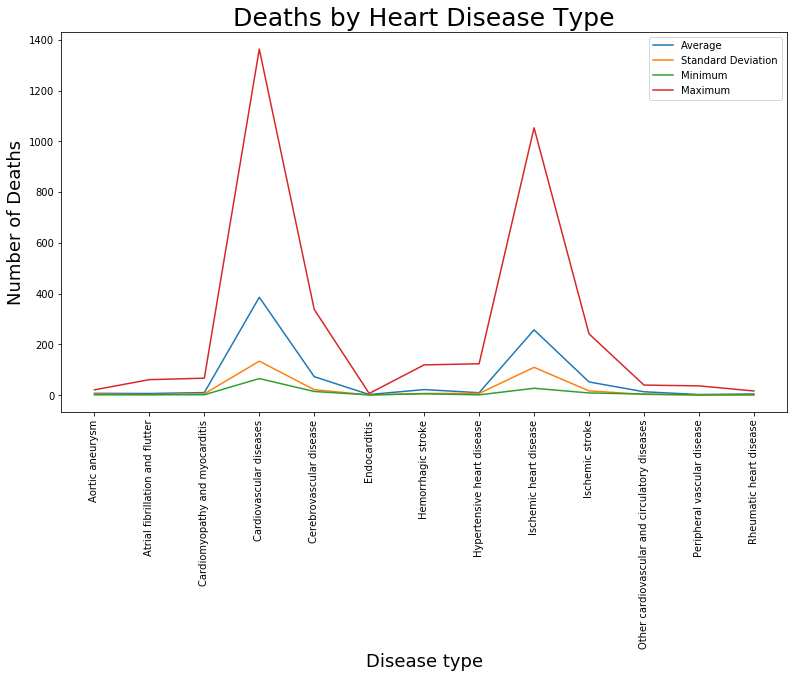 Deaths by Heart Disease Type
Average
Standard Deviation
Minimum
Maximum
Number of Deaths
1400
1200
1000
800
600
400
200
0
Aortic aneurysm
Atrial fibrillation and flutter
Cardiomyopathy and myocarditis
Cardiovascular diseases
Cerebrovascular disease
Endocarditis
Hemorrhagic stroke
Hypertensive heart disease
Ischemic heart disease
Ischemic stroke
Other cardiovascular and circulatory diseases
Peripheral vascular disease
Rheumatic heart disease
Disease type